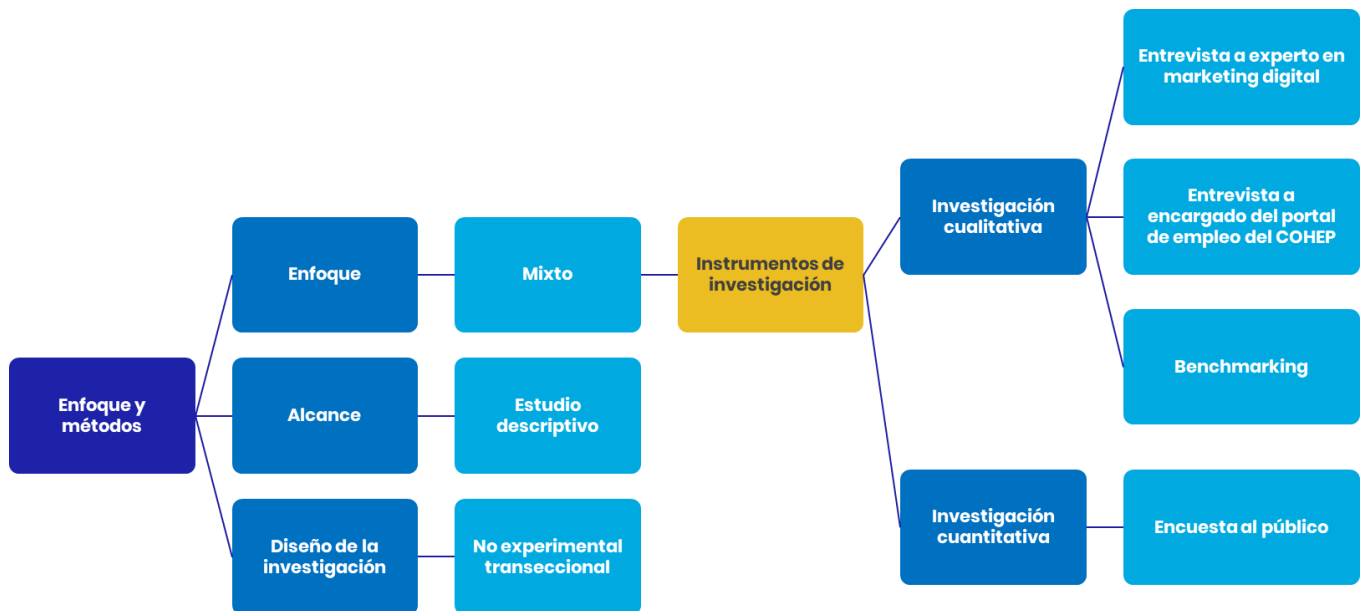 Enfoque y
métodos
Enfoque
Mixto
Alcance
Estudio
descriptivo
Diseño de la
investigación
No experimental
transeccional
Instrumentos de
investigación
Investigación
cualitativa
Entrevista a experto en
marketing digital
Entrevista a
encargado del portal
de empleo del COHEP
Benchmarking
Investigación
cuantitativa
Encuesta al público